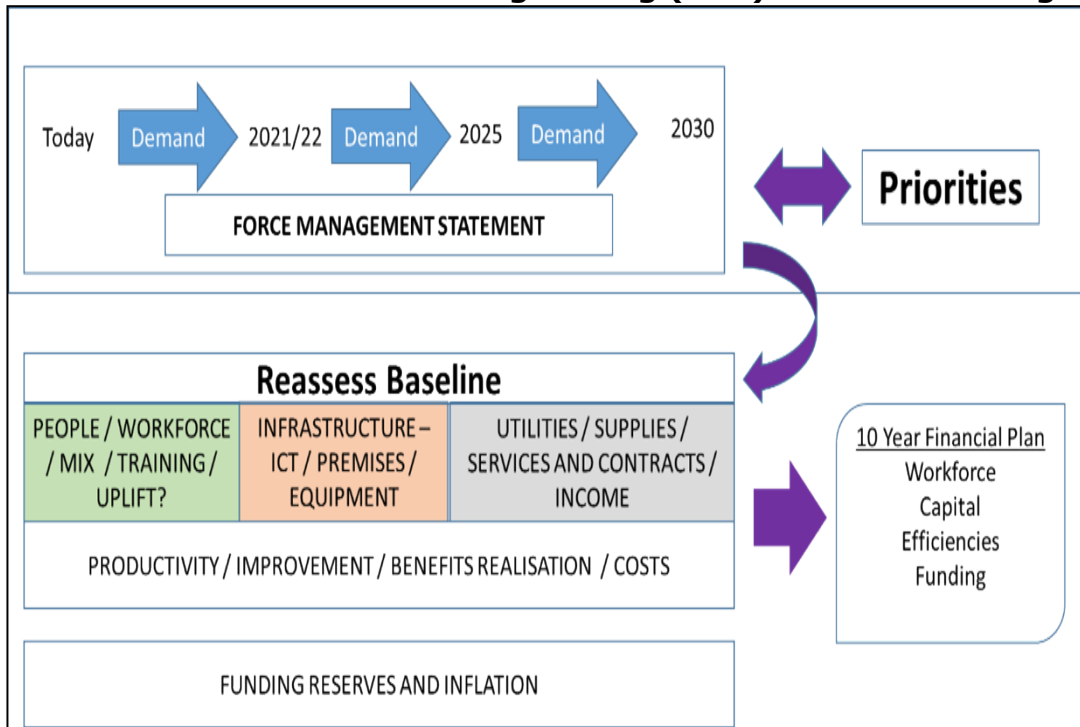 Today
Demand
2021/22
Demand
2025
Demand
2030
FORCE MANAGEMENT STATEMENT
Priorities
Reassess Baseline
PEOPLE / WORKFORCE
/ MIX / TRAINING /
UPLIFT?
INFRASTRUCTURE –
ICT / PREMISES /
EQUIPMENT
UTILITIES / SUPPLIES /
SERVICES AND CONTRACTS /
INCOME
PRODUCTIVITY / IMPROVEMENT / BENEFITS REALISATION / COSTS
10 Year Financial Plan
Workforce
Capital
Efficiencies
Funding
FUNDING RESERVES AND INFLATION